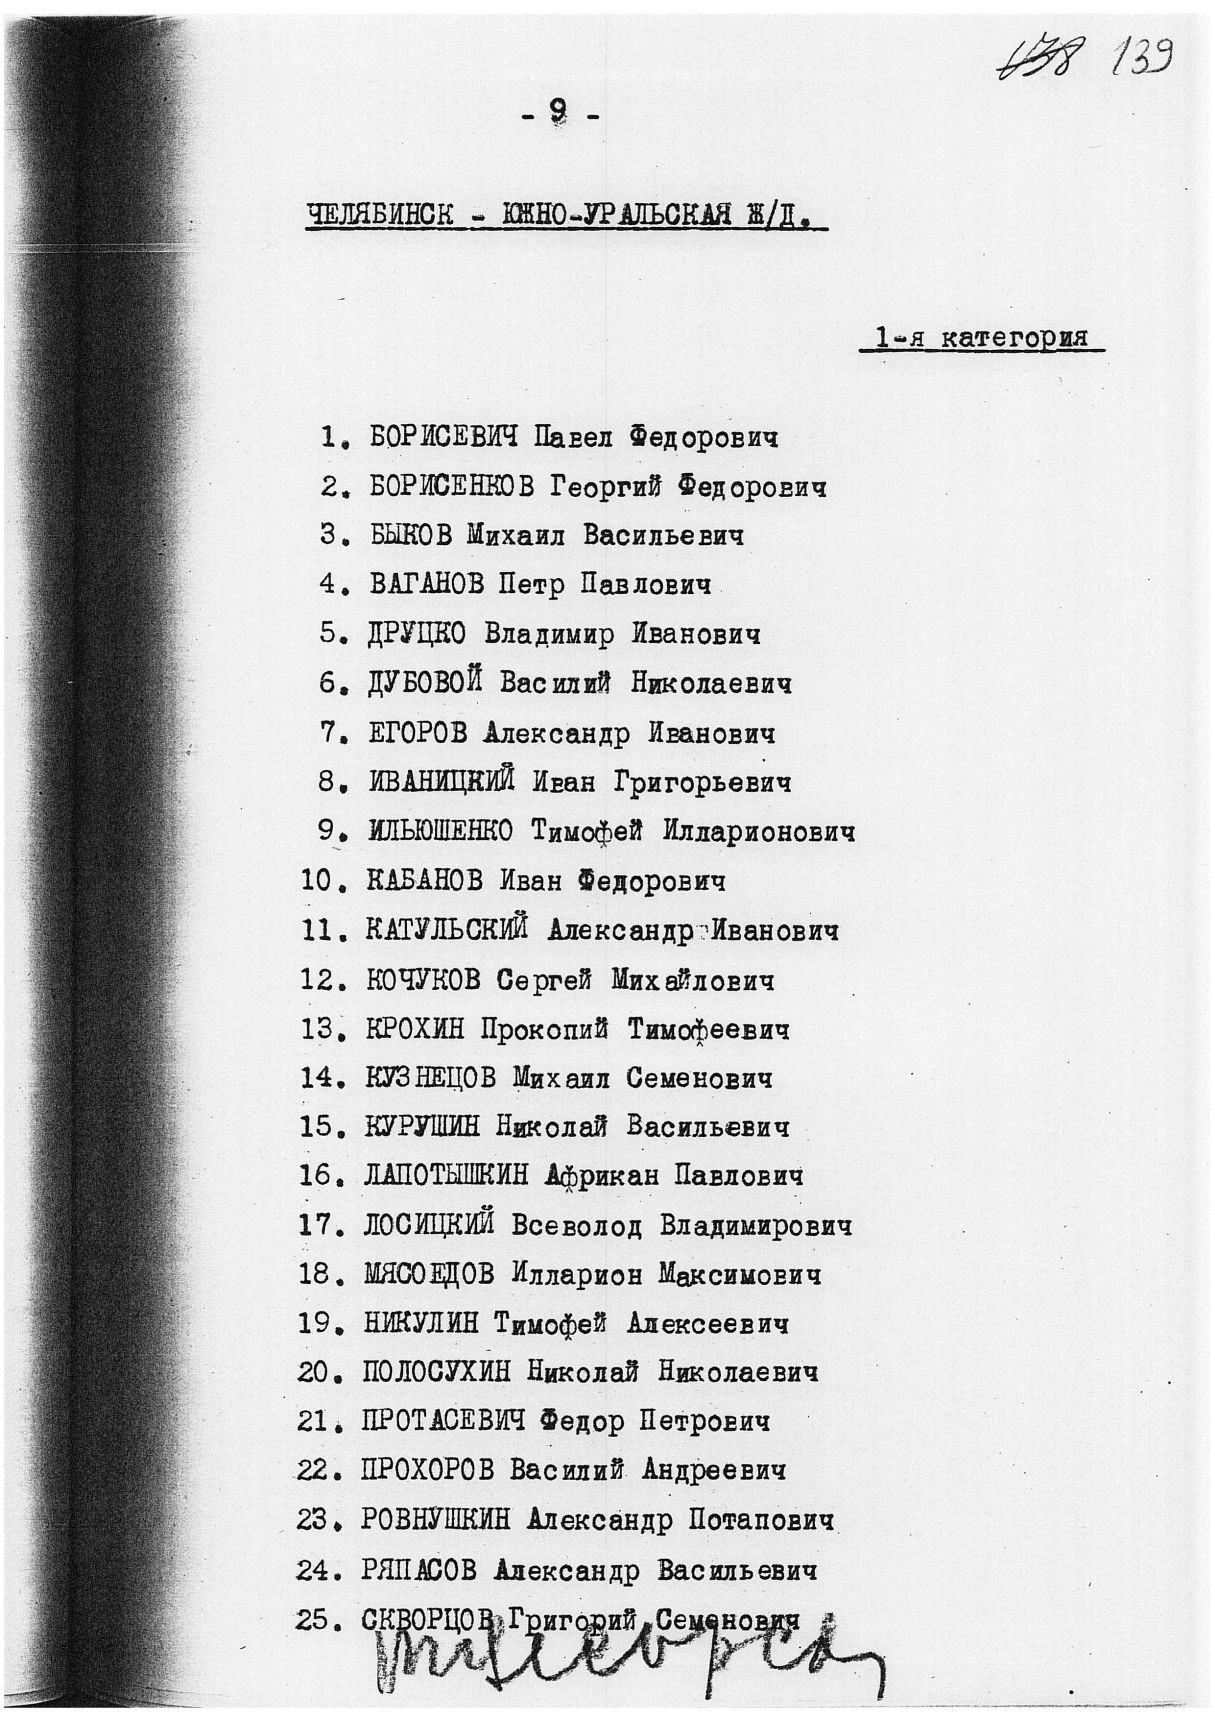 138 139
- 9 -
ЧЕЛЯБИНСК - ЮЖНО-УРАЛЬСКАЯ Ж/Д.
1-я категория
1. БОРИСЕВИЧ Павел Федорович
2. БОРИСЕНКОВ Георгий Федорович
3. БЫКОВ Михаил Васильевич
4. ВАГАНОВ Петр Павлович
5. ДРУЦКО Владимир Иванович
6. ДУБОВОЙ Василий Николаевич
7. ЕГОРОВ Александр Иванович
8. ИВАНИЦКИЙ Иван Григорьевич
9. ИЛЬЮШЕНКО Тимофей Илларионович
10. КАБАНОВ Иван Федорович
11. КАТУЛЬСКИЙ Александр Иванович
12. КОЧУКОВ Сергей Михайлович
13. КРОХИН Прокопий Тимофеевич
14. КУЗНЕЦОВ Михаил Семенович
15. КУРУШИН Николай Васильевич
16. ЛАПОТЫШКИН Африкан Павлович
17. ЛОСИЦКИЙ Всеволод Владимирович
18. МЯСОЕДОВ Илларион Максимович
19. НИКУЛИН Тимофей Алексеевич
20. ПОЛОСУХИН Николай Николаевич
21. ПРОТАСЕВИЧ Федор Петрович
22. ПРОХОРОВ Василий Андреевич
23. РОВНУШКИН Александр Потапович
24. РЯПАСОВ Александр Васильевич
25. СКВОРЦОВ Григорий Семенович